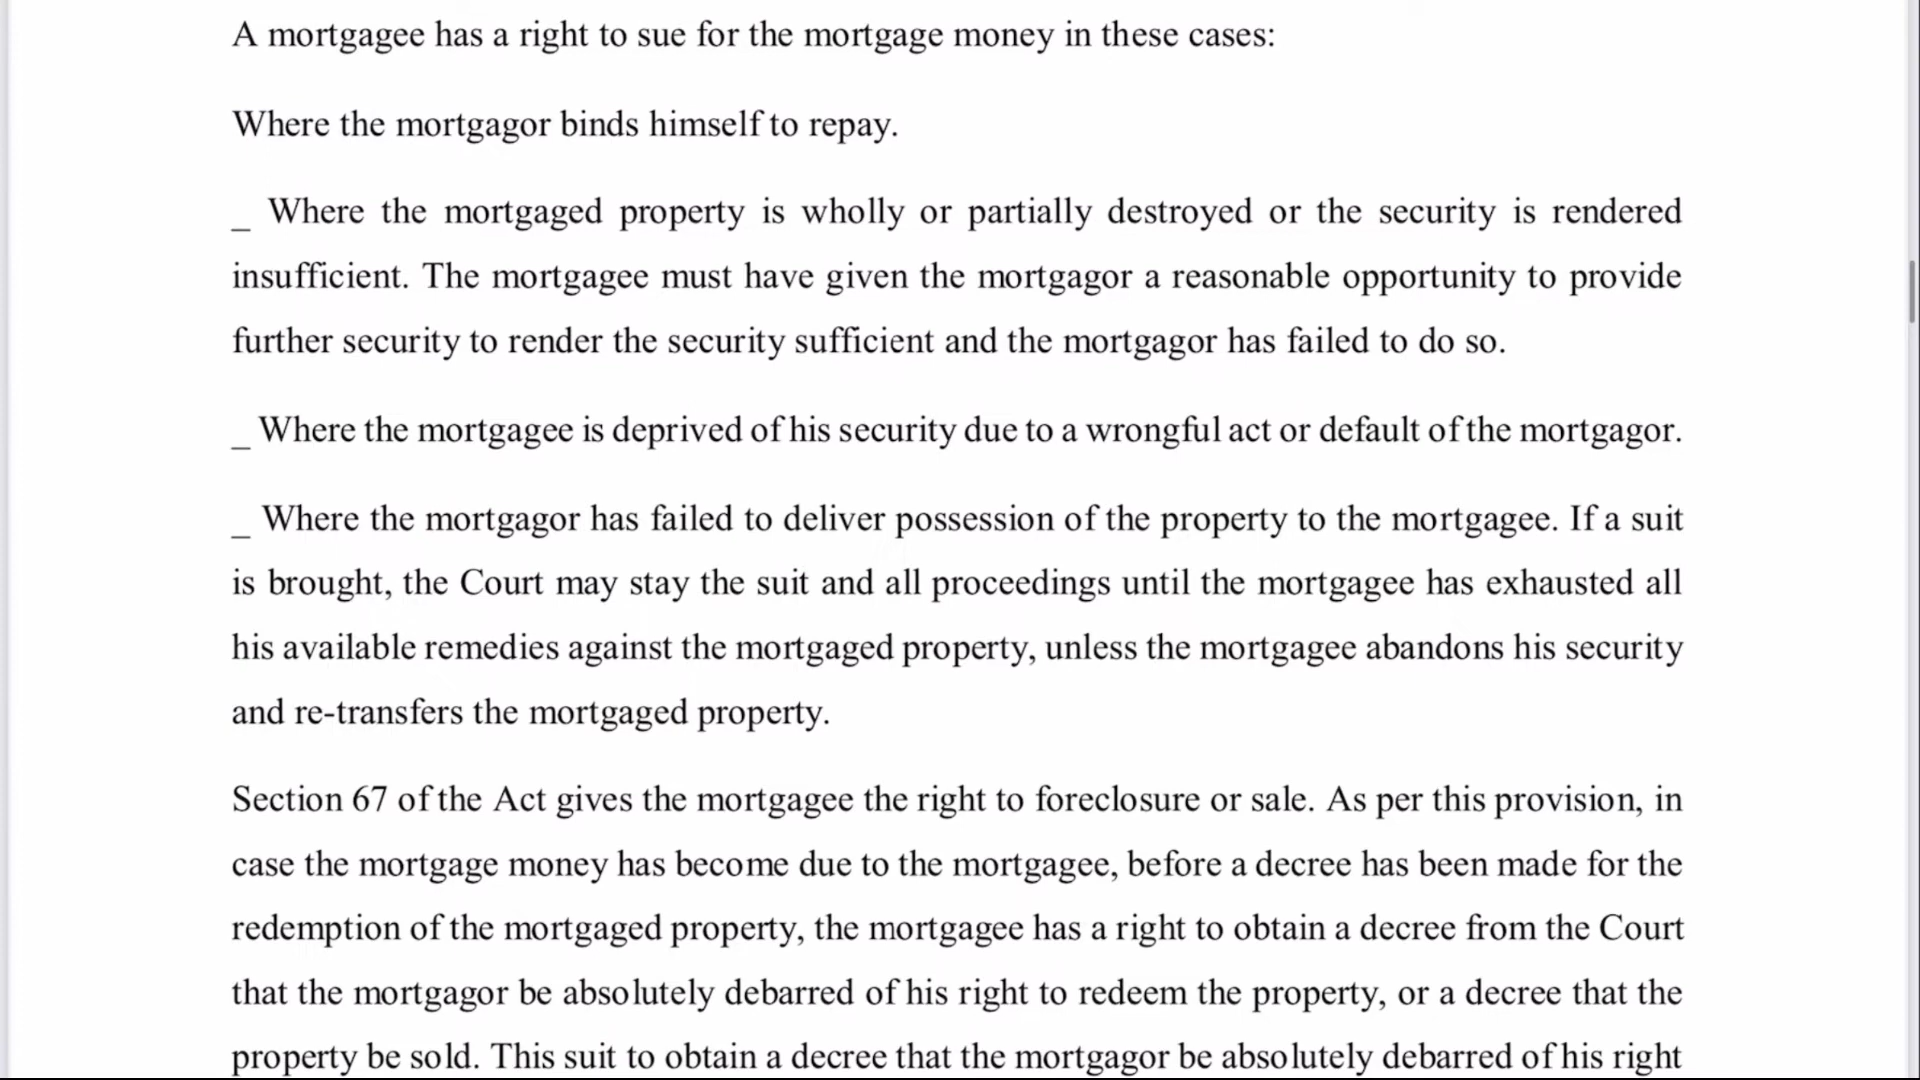 A mortgagee has a right to sue for the mortgage money in these cases:
Where the mortgagor binds himself to repay.
_ Where the mortgaged property is wholly or partially destroyed or the security is rendered
insufficient. The mortgagee must have given the mortgagor a reasonable opportunity to provide
further security to render the security sufficient and the mortgagor has failed to do so.
_ Where the mortgagee is deprived of his security due to a wrongful act or default of the mortgagor.
_ Where the mortgagor has failed to deliver possession of the property to the mortgagee. If a suit
is brought, the Court may stay the suit and all proceedings until the mortgagee has exhausted all
his available remedies against the mortgaged property, unless the mortgagee abandons his security
and re-transfers the mortgaged property.
Section 67 of the Act gives the mortgagee the right to foreclosure or sale. As per this provision, in
case the mortgage money has become due to the mortgagee, before a decree has been made for the
redemption of the mortgaged property, the mortgagee has a right to obtain a decree from the Court
that the mortgagor be absolutely debarred of his right to redeem the property, or a decree that the
property be sold. This suit to obtain a decree that the mortgagor be absolutely debarred of his right